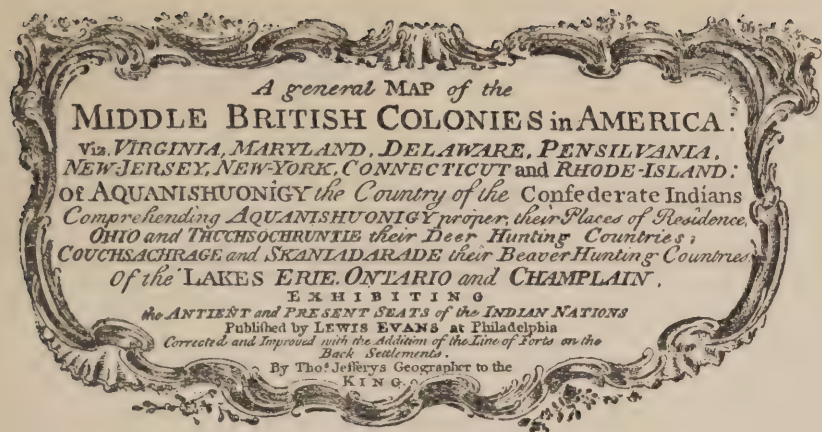 A general MAP of the
MIDDLE BRITISH COLONIES in AMERICA:
Viz. VIRGINIA, MARYLAND, DELAWARE, PENSILVANIA,
NEW-JERSEY, NEW-YORK, CONNECTICUT and RHODE-ISLAND:
of AQUANISHUONIGY the Country of the Confederate Indians
Comprehending AQUANISHUONIGY proper, their Places of Residence,
OHIO and THUCHSOCHRUNTIE their Deer Hunting Countries;
COUCHSACHRAGE and SKANIADARADE their Beaver Hunting Countries
of the LAKES ERIE. ONTARIO and CHAMPLAIN.
EXHIBITING
the ANTIENT and PRESENT SEATS of the INDIAN NATIONS
Published by LEWIS EVANS at Philadelphia
Corrected and Improved with the Addition of the Line of Forts on the
Back Settlements.
By Thoˢ. Jefferys Geographer to the
KING.